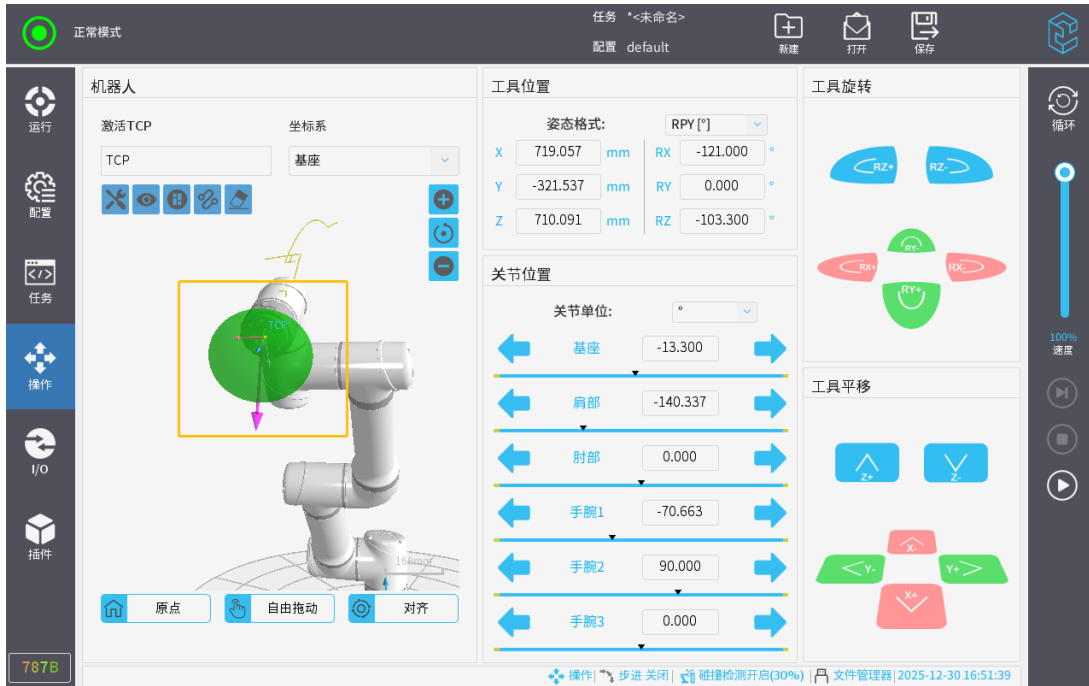 正常模式
任务 *<未命名>
配置 default
新建
打开
保存
运行
配置
任务
操作
I/O
插件
787B
机器人
激活TCP
坐标系
TCP
基座
TCP
168mm
原点
自由拖动
对齐
工具位置
姿态格式: RPY [°]
X 719.057 mm RX -121.000 °
Y -321.537 mm RY 0.000 °
Z 710.091 mm RZ -103.300 °
关节位置
关节单位: °
基座 -13.300
肩部 -140.337
肘部 0.000
手腕1 -70.663
手腕2 90.000
手腕3 0.000
工具旋转
RZ+
RZ-
RY-
RX+
RX-
RY+
工具平移
Z+
Z-
X-
Y-
Y+
X+
循环
100%
速度
操作| 步进 关闭| 碰撞检测开启(30%) | 文件管理器|2025-12-30 16:51:39